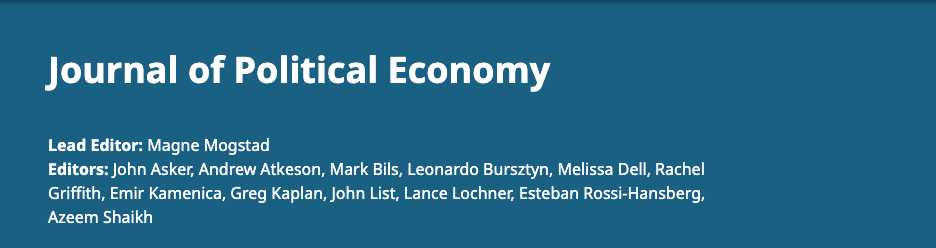 Journal of Political Economy
Lead Editor: Magne Mogstad
Editors: John Asker, Andrew Atkeson, Mark Bils, Leonardo Bursztyn, Melissa Dell, Rachel
Griffith, Emir Kamenica, Greg Kaplan, John List, Lance Lochner, Esteban Rossi-Hansberg,
Azeem Shaikh